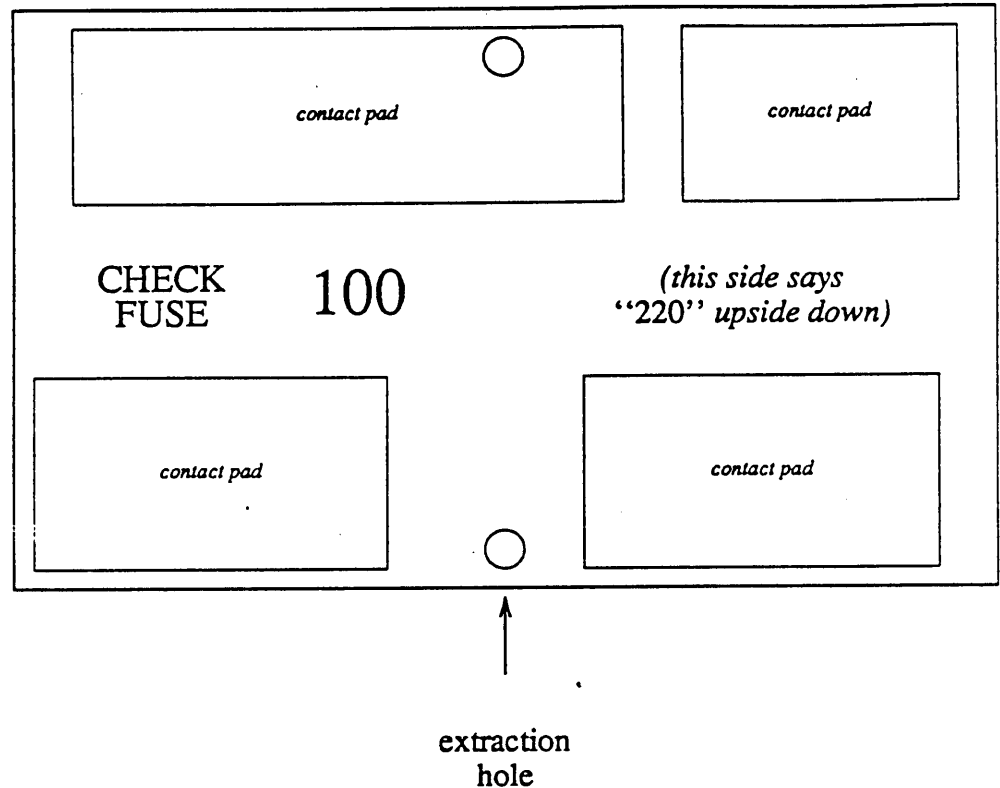 contact pad
contact pad
CHECK
FUSE
100
(this side says
‘‘220’’ upside down)
contact pad
contact pad
extraction
hole